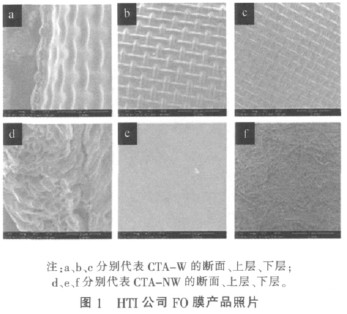 a
b
c
d
e
f
注:a、b、c 分别代表 CTA-W 的断面、上层、下层;
d、e、f 分别代表 CTA-NW 的断面、上层、下层。
图 1 HTI 公司 FO 膜产品照片